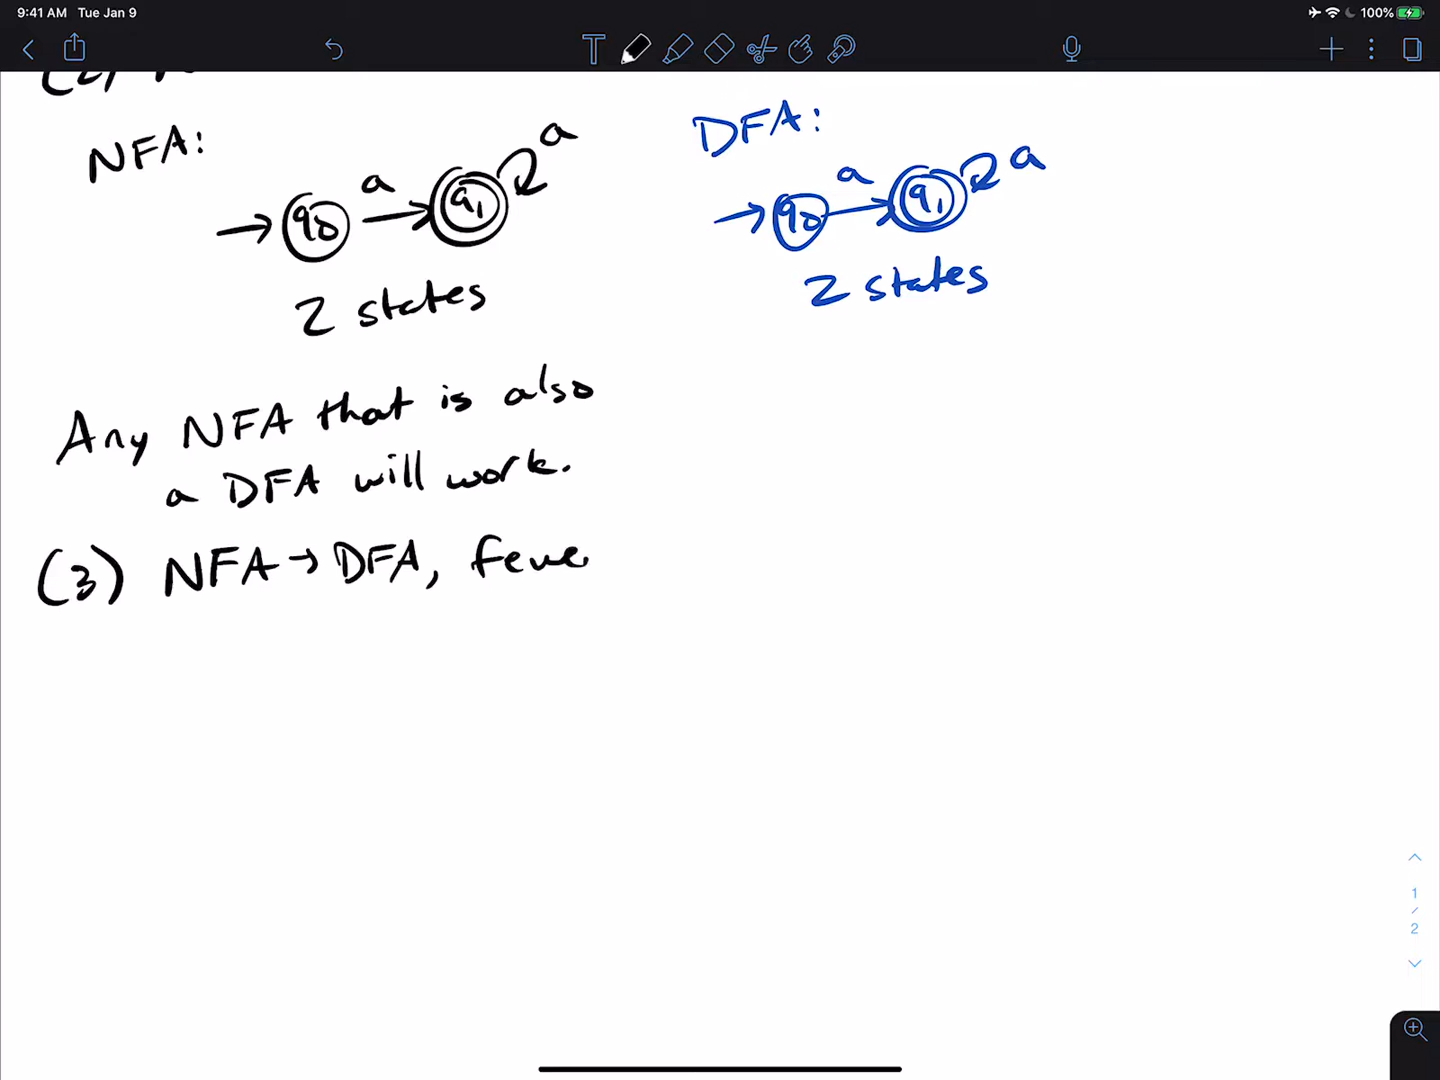 9:41 AM Tue Jan 9
100%
T
NFA:
a
a
q0
q1
2 states
DFA:
a
a
q0
q1
2 states
Any NFA that is also
a DFA will work.
(3) NFA → DFA, fewe
1
/
2